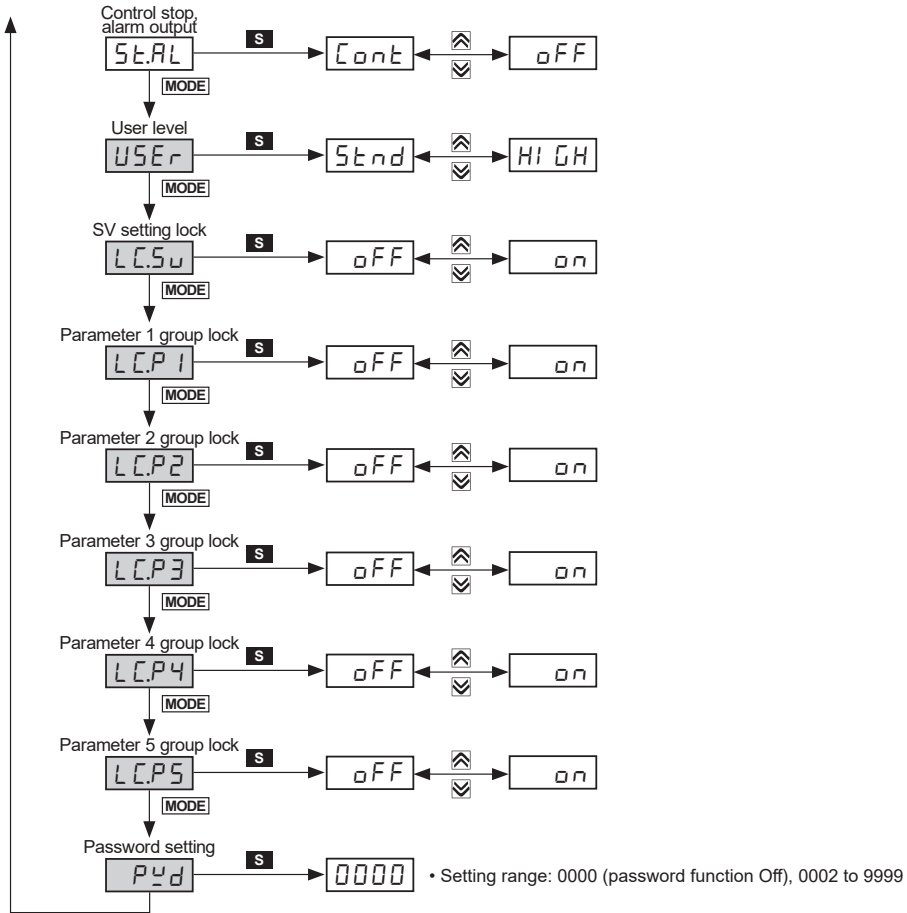 Control stop,
alarm output
St.AL S Cont oFF
MODE
User level
USEr S Stnd HIGH
MODE
SV setting lock
LC.Sv S oFF on
MODE
Parameter 1 group lock
LC.P1 S oFF on
MODE
Parameter 2 group lock
LC.P2 S oFF on
MODE
Parameter 3 group lock
LC.P3 S oFF on
MODE
Parameter 4 group lock
LC.P4 S oFF on
MODE
Parameter 5 group lock
LC.P5 S oFF on
MODE
Password setting
PWd S 0000 • Setting range: 0000 (password function Off), 0002 to 9999